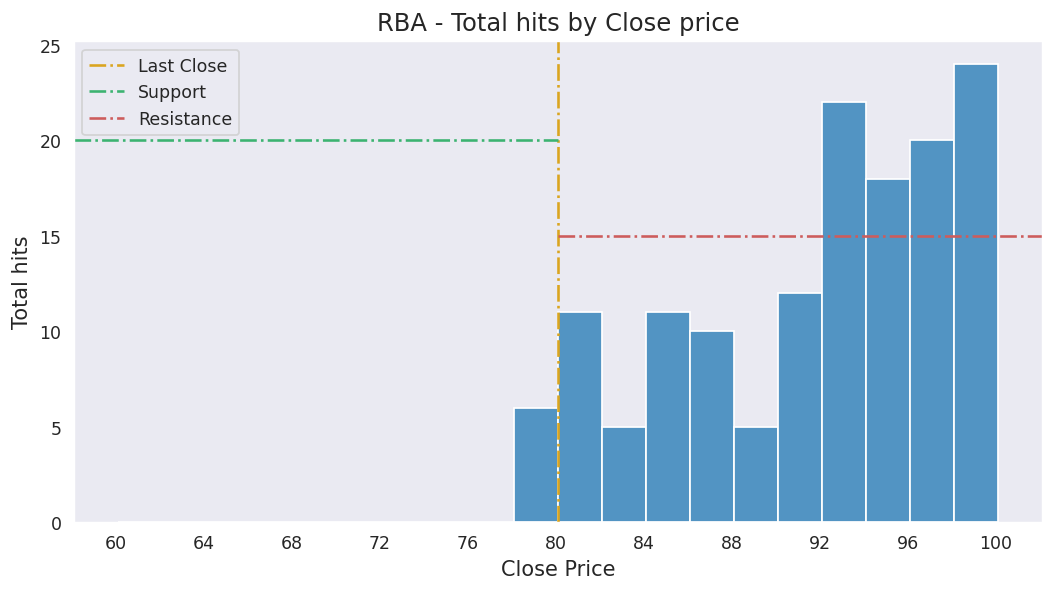 RBA - Total hits by Close price
Last Close
Support
Resistance
25
20
15
10
5
0
Total hits
60 64 68 72 76 80 84 88 92 96 100
Close Price